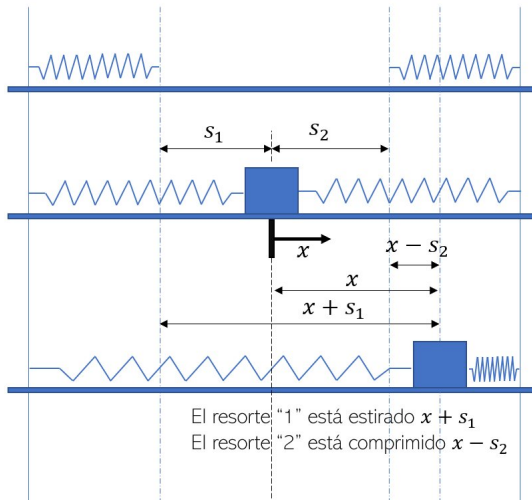 s₁ s₂
x
x − s₂
x
x + s₁
El resorte "1" está estirado x + s₁
El resorte "2" está comprimido x − s₂